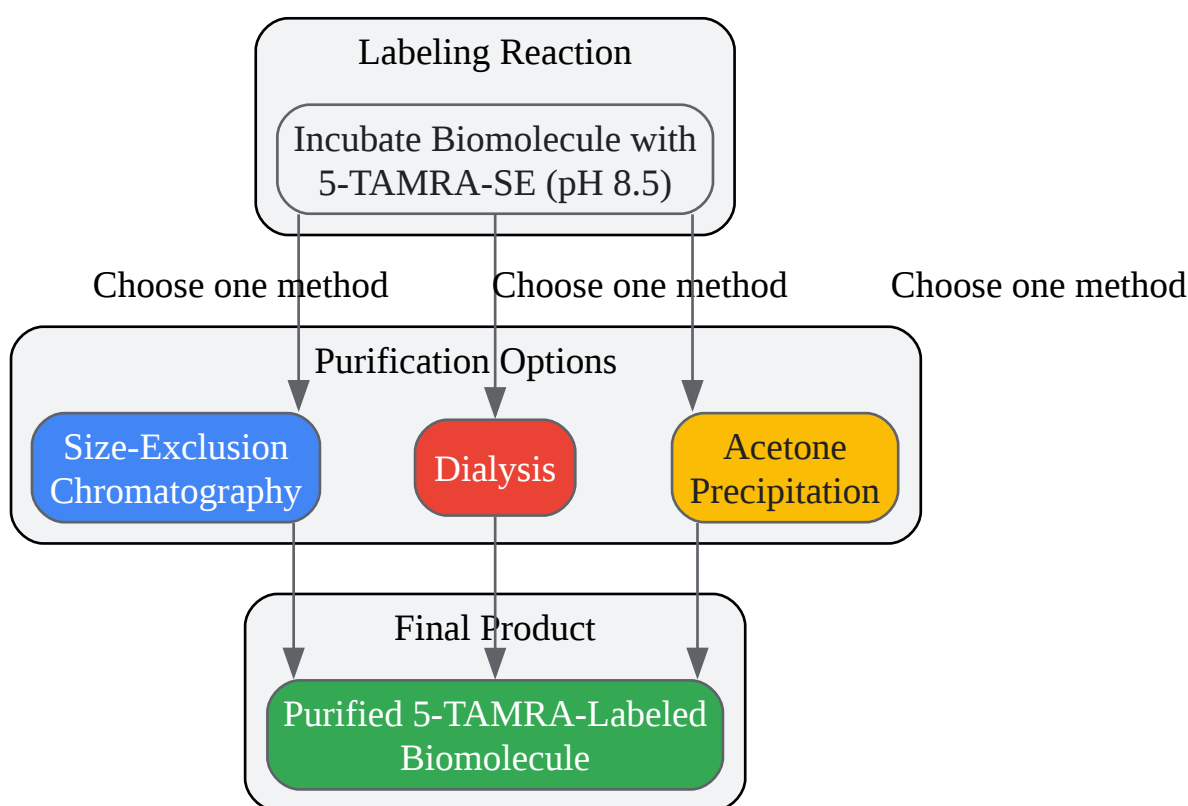 Labeling Reaction
Incubate Biomolecule with
5-TAMRA-SE (pH 8.5)
Choose one method
Choose one method
Choose one method
Purification Options
Size-Exclusion
Chromatography
Dialysis
Acetone
Precipitation
Final Product
Purified 5-TAMRA-Labeled
Biomolecule